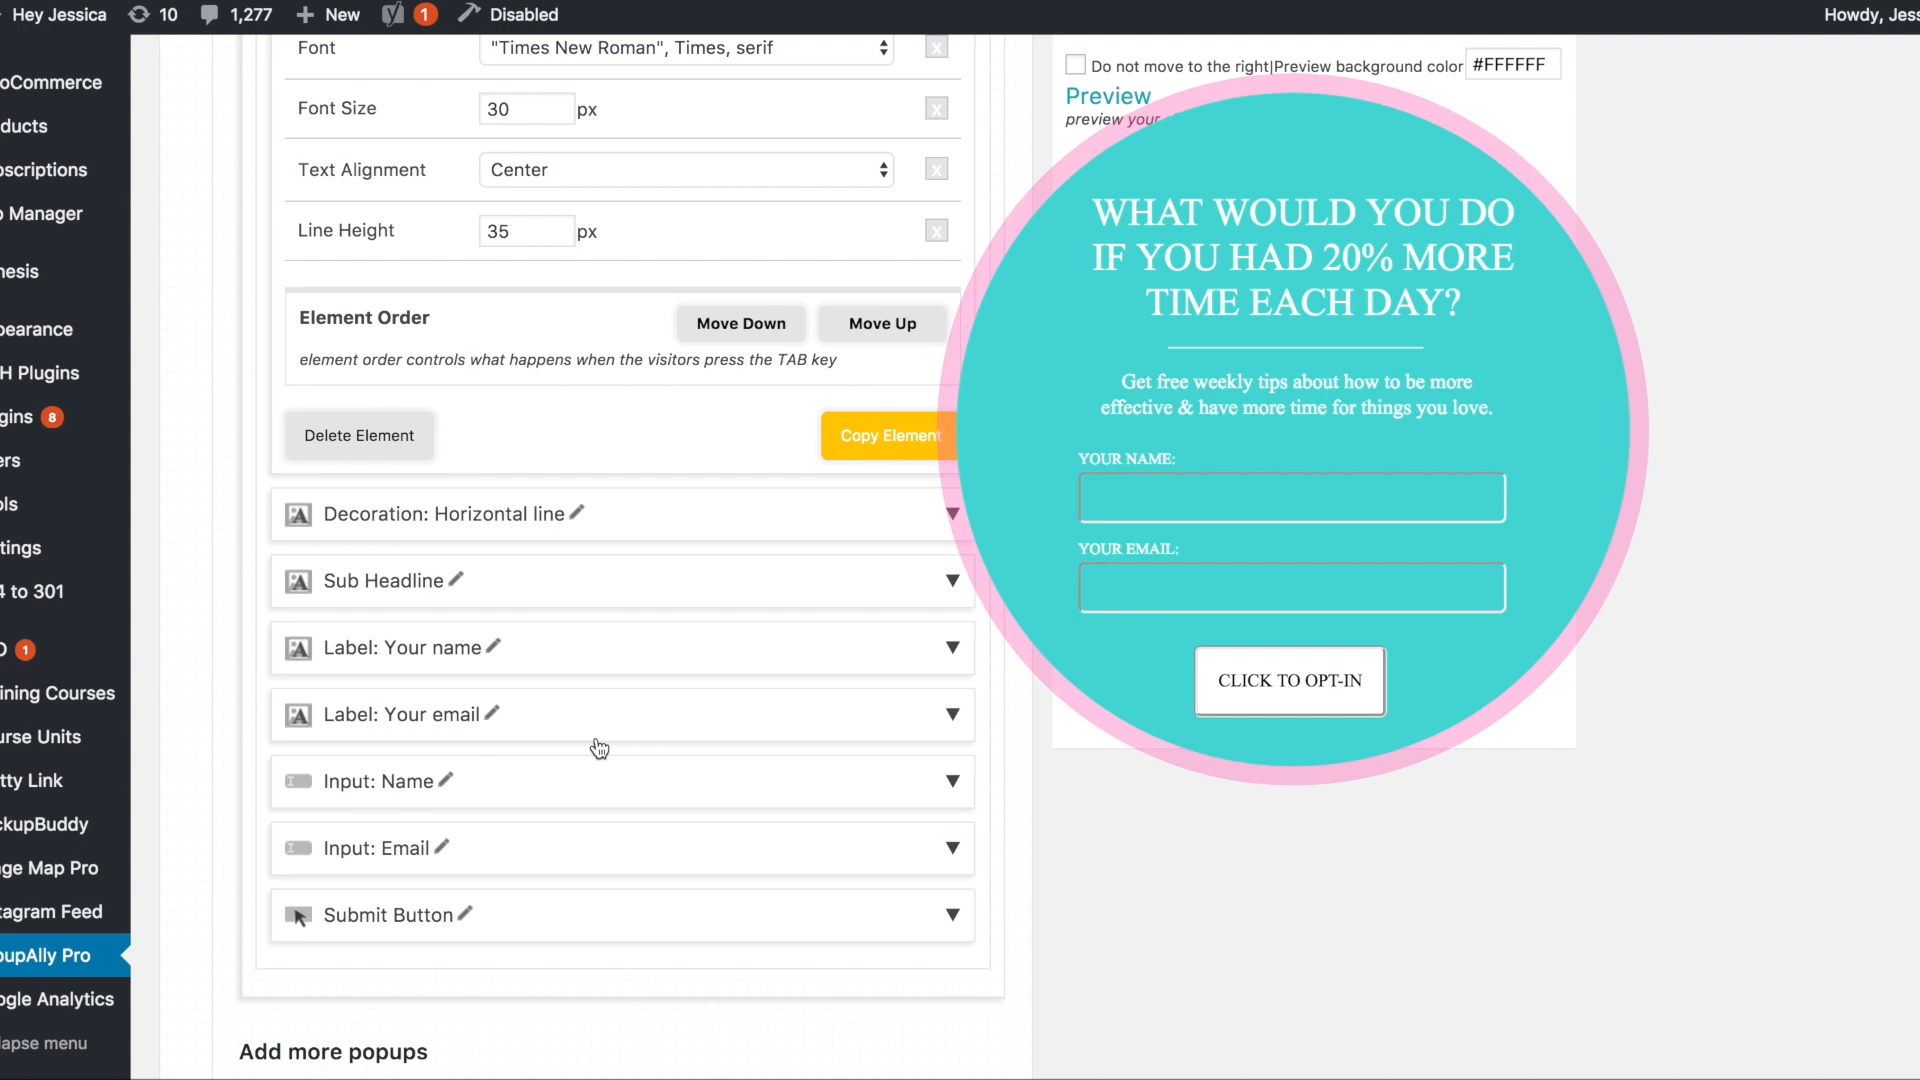 Hey Jessica
10
1,277
New
1
Disabled
Howdy, Jess
oCommerce
ducts
scriptions
Manager
nesis
pearance
H Plugins
gins 8
ers
ols
tings
4 to 301
O 1
ining Courses
urse Units
tty Link
ckupBuddy
ge Map Pro
tagram Feed
oupAlly Pro
ogle Analytics
lapse menu
Font
"Times New Roman", Times, serif
X
Font Size
30
px
X
Text Alignment
Center
X
Line Height
35
px
X
Element Order
Move Down
Move Up
element order controls what happens when the visitors press the TAB key
Delete Element
Copy Element
Decoration: Horizontal line
Sub Headline
Label: Your name
Label: Your email
Input: Name
Input: Email
Submit Button
Add more popups
Do not move to the right|Preview background color #FFFFFF
Preview
preview your
WHAT WOULD YOU DO
IF YOU HAD 20% MORE
TIME EACH DAY?
Get free weekly tips about how to be more
effective & have more time for things you love.
YOUR NAME:
YOUR EMAIL:
CLICK TO OPT-IN